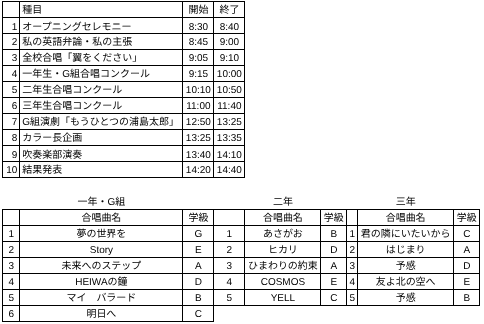 種目 開始 終了
1 オープニングセレモニー 8:30 8:40
2 私の英語弁論・私の主張 8:45 9:00
3 全校合唱「翼をください」 9:05 9:10
4 一年生・G組合唱コンクール 9:15 10:00
5 二年生合唱コンクール 10:10 10:50
6 三年生合唱コンクール 11:00 11:40
7 G組演劇「もうひとつの浦島太郎」 12:50 13:25
8 カラー長企画 13:25 13:35
9 吹奏楽部演奏 13:40 14:10
10 結果発表 14:20 14:40
一年・G組 二年 三年
合唱曲名 学級 合唱曲名 学級 合唱曲名 学級
1 夢の世界を G 1 あさがお B 1 君の隣にいたいから C
2 Story E 2 ヒカリ D 2 はじまり A
3 未来へのステップ A 3 ひまわりの約束 A 3 予感 D
4 HEIWAの鐘 D 4 COSMOS E 4 友よ北の空へ E
5 マイ　バラード B 5 YELL C 5 予感 B
6 明日へ C